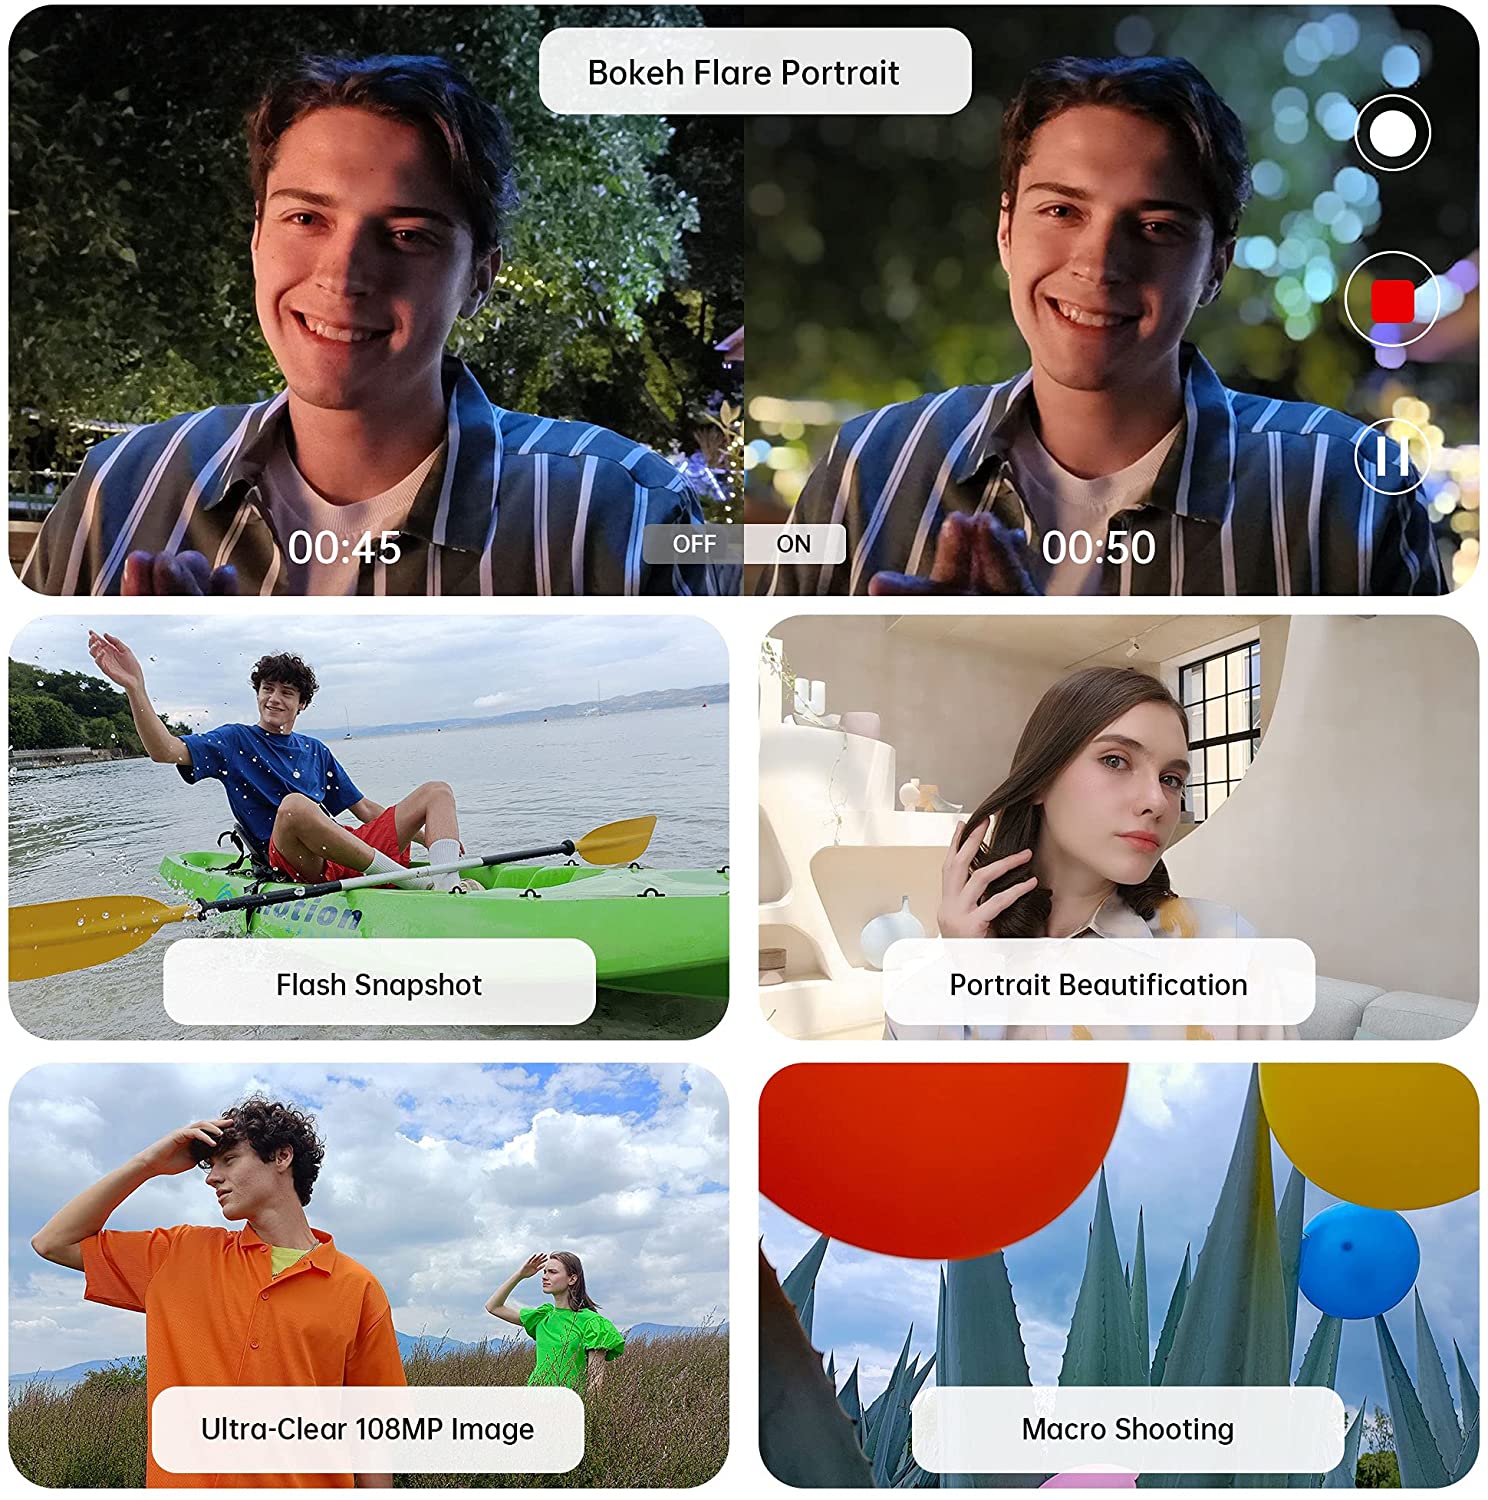 Bokeh Flare Portrait
00:45
OFF
ON
00:50
Flash Snapshot
Portrait Beautification
Ultra-Clear 108MP Image
Macro Shooting